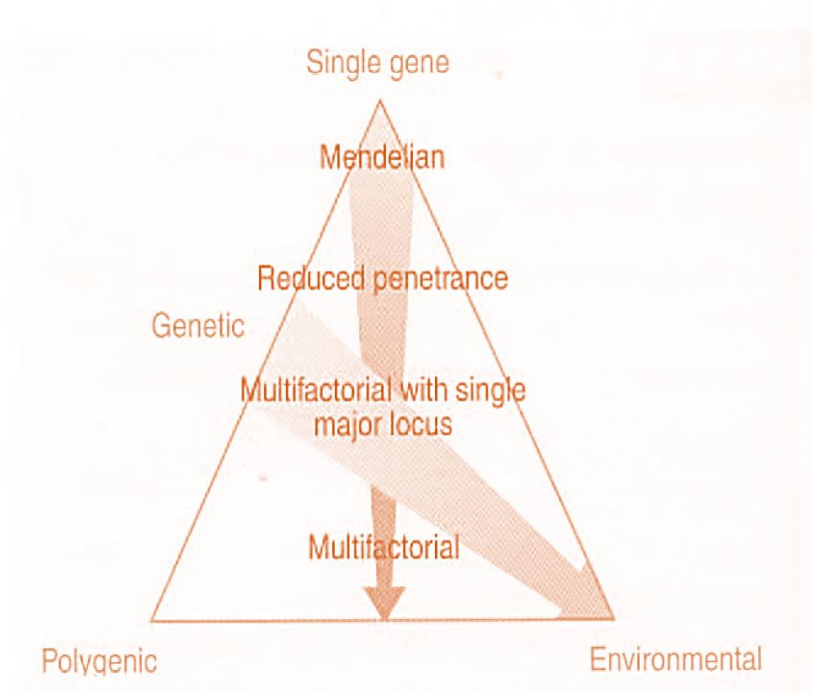 Single gene
Mendelian
Reduced penetrance
Genetic
Multifactorial with single
major locus
Multifactorial
Polygenic
Environmental